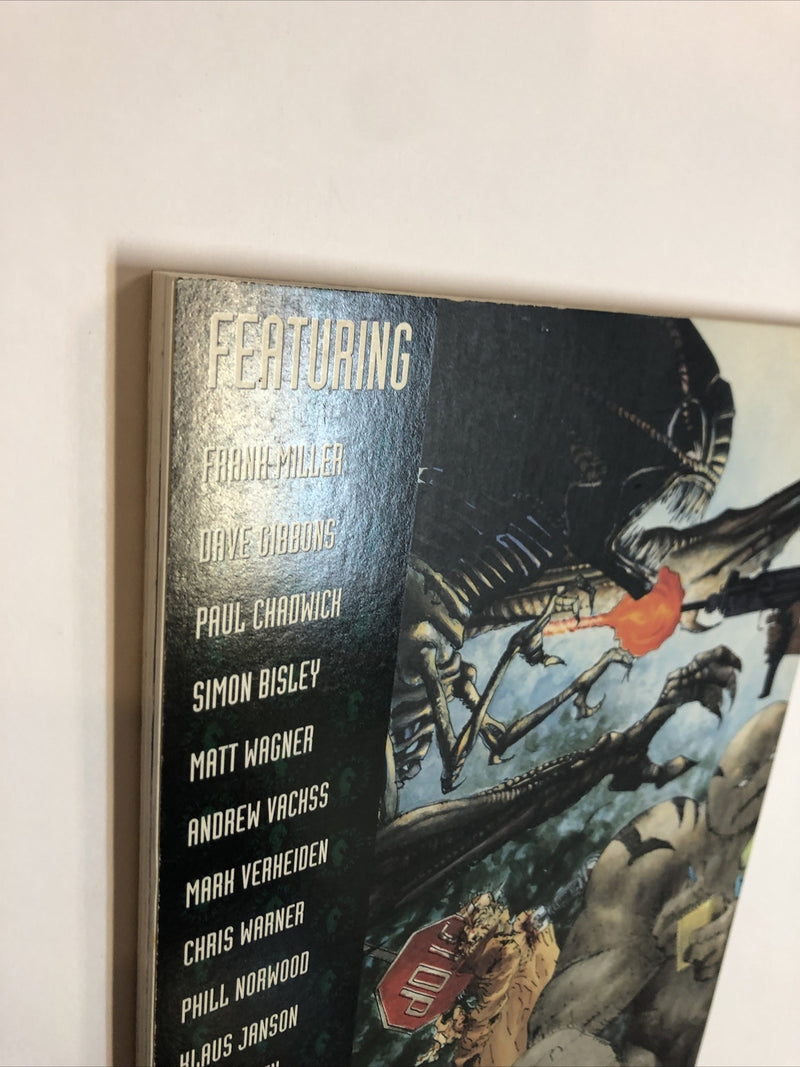 FEATURING
FRANK MILLER
DAVE GIBBONS
PAUL CHADWICK
SIMON BISLEY
MATT WAGNER
ANDREW VACHSS
MARK VERHEIDEN
CHRIS WARNER
PHILL NORWOOD
KLAUS JANSON
STOP